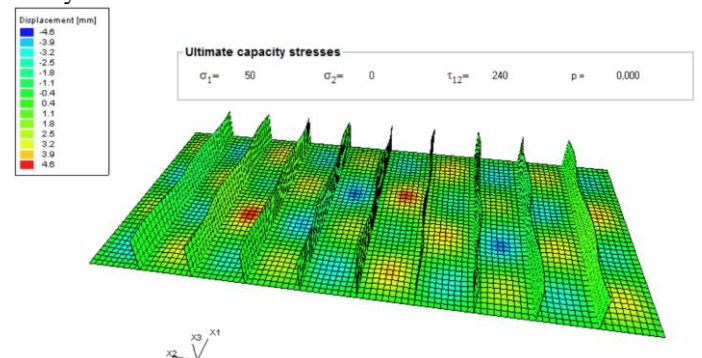 Displacement [mm]
-4.6
-3.9
-3.2
-2.5
-1.8
-1.1
-0.4
0.4
1.1
1.8
2.5
3.2
3.9
4.6
Ultimate capacity stresses
σ1= 50 σ2= 0 τ12= 240 p = 0,000
X3 X1
X2